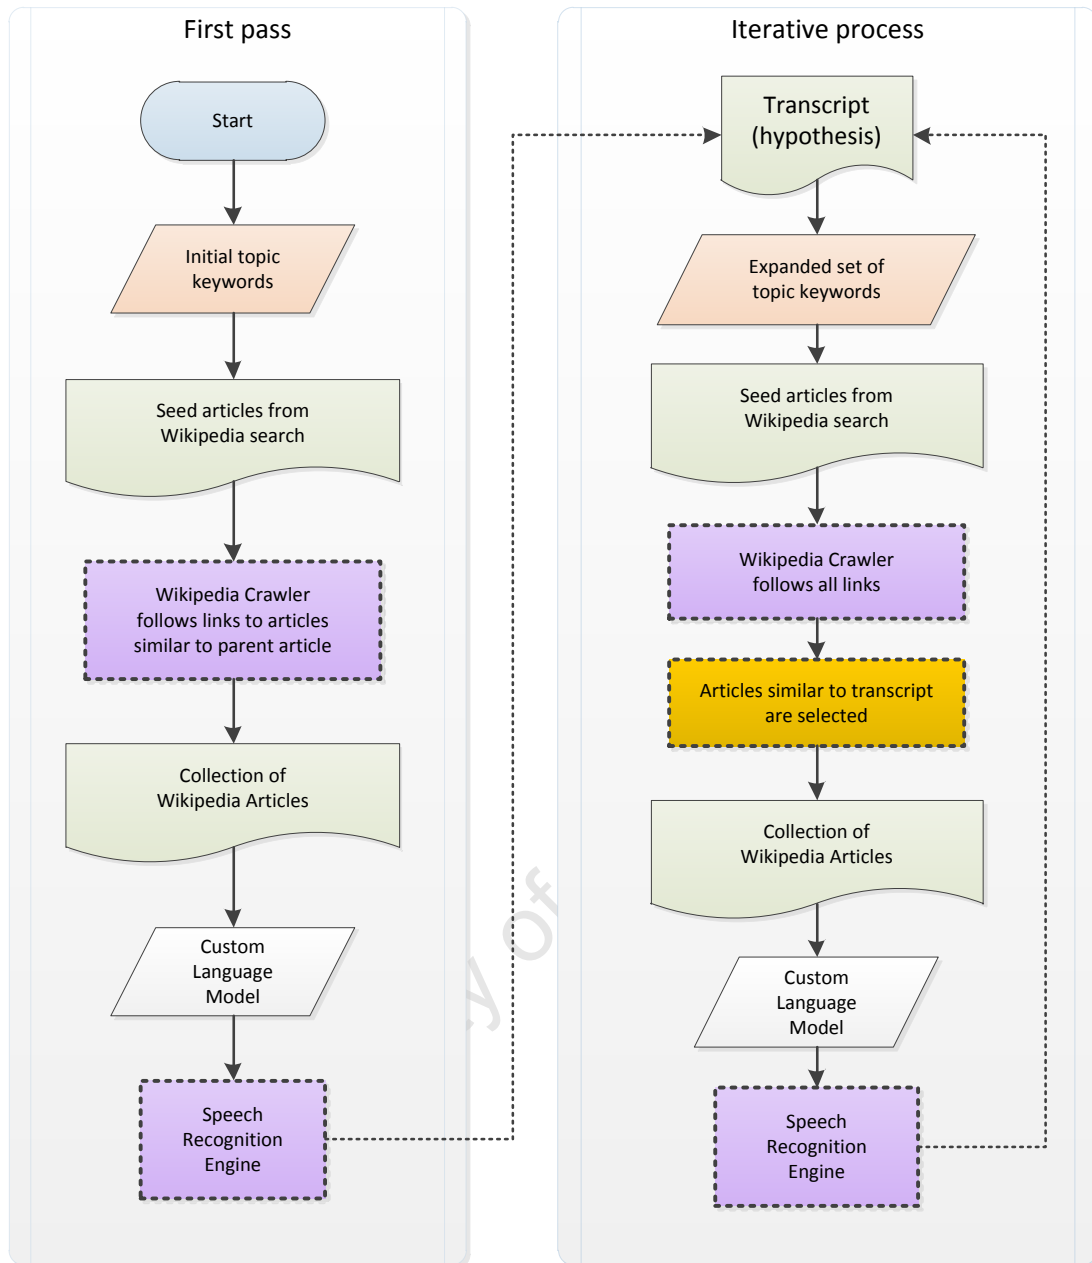 First pass
Start
Initial topic
keywords
Seed articles from
Wikipedia search
Wikipedia Crawler
follows links to articles
similar to parent article
Collection of
Wikipedia Articles
Custom
Language
Model
Speech
Recognition
Engine
Iterative process
Transcript
(hypothesis)
Expanded set of
topic keywords
Seed articles from
Wikipedia search
Wikipedia Crawler
follows all links
Articles similar to transcript
are selected
Collection of
Wikipedia Articles
Custom
Language
Model
Speech
Recognition
Engine
of